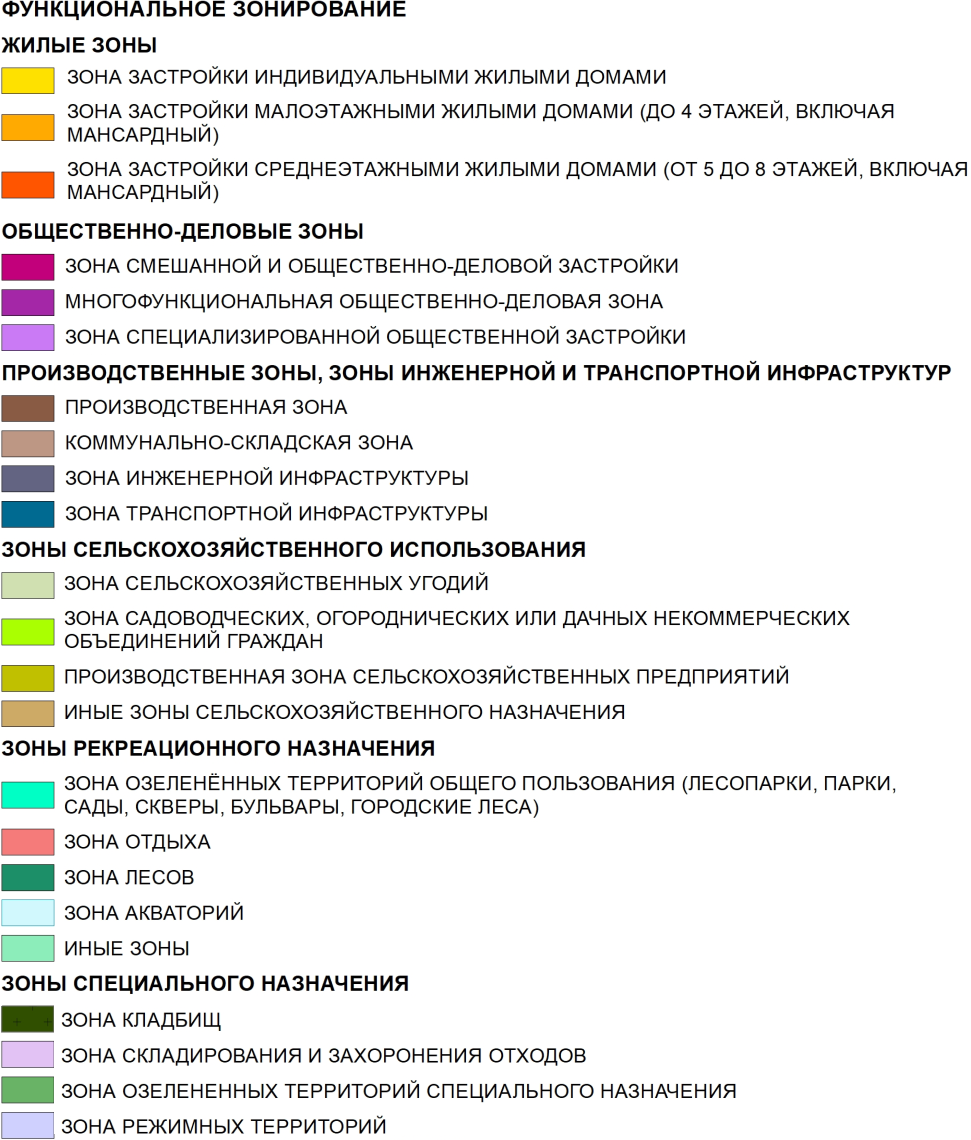 ФУНКЦИОНАЛЬНОЕ ЗОНИРОВАНИЕ
ЖИЛЫЕ ЗОНЫ
ЗОНА ЗАСТРОЙКИ ИНДИВИДУАЛЬНЫМИ ЖИЛЫМИ ДОМАМИ
ЗОНА ЗАСТРОЙКИ МАЛОЭТАЖНЫМИ ЖИЛЫМИ ДОМАМИ (ДО 4 ЭТАЖЕЙ, ВКЛЮЧАЯ
МАНСАРДНЫЙ)
ЗОНА ЗАСТРОЙКИ СРЕДНЕЭТАЖНЫМИ ЖИЛЫМИ ДОМАМИ (ОТ 5 ДО 8 ЭТАЖЕЙ, ВКЛЮЧАЯ
МАНСАРДНЫЙ)
ОБЩЕСТВЕННО-ДЕЛОВЫЕ ЗОНЫ
ЗОНА СМЕШАННОЙ И ОБЩЕСТВЕННО-ДЕЛОВОЙ ЗАСТРОЙКИ
МНОГОФУНКЦИОНАЛЬНАЯ ОБЩЕСТВЕННО-ДЕЛОВАЯ ЗОНА
ЗОНА СПЕЦИАЛИЗИРОВАННОЙ ОБЩЕСТВЕННОЙ ЗАСТРОЙКИ
ПРОИЗВОДСТВЕННЫЕ ЗОНЫ, ЗОНЫ ИНЖЕНЕРНОЙ И ТРАНСПОРТНОЙ ИНФРАСТРУКТУР
ПРОИЗВОДСТВЕННАЯ ЗОНА
КОММУНАЛЬНО-СКЛАДСКАЯ ЗОНА
ЗОНА ИНЖЕНЕРНОЙ ИНФРАСТРУКТУРЫ
ЗОНА ТРАНСПОРТНОЙ ИНФРАСТРУКТУРЫ
ЗОНЫ СЕЛЬСКОХОЗЯЙСТВЕННОГО ИСПОЛЬЗОВАНИЯ
ЗОНА СЕЛЬСКОХОЗЯЙСТВЕННЫХ УГОДИЙ
ЗОНА САДОВОДЧЕСКИХ, ОГОРОДНИЧЕСКИХ ИЛИ ДАЧНЫХ НЕКОММЕРЧЕСКИХ
ОБЪЕДИНЕНИЙ ГРАЖДАН
ПРОИЗВОДСТВЕННАЯ ЗОНА СЕЛЬСКОХОЗЯЙСТВЕННЫХ ПРЕДПРИЯТИЙ
ИНЫЕ ЗОНЫ СЕЛЬСКОХОЗЯЙСТВЕННОГО НАЗНАЧЕНИЯ
ЗОНЫ РЕКРЕАЦИОННОГО НАЗНАЧЕНИЯ
ЗОНА ОЗЕЛЕНЁННЫХ ТЕРРИТОРИЙ ОБЩЕГО ПОЛЬЗОВАНИЯ (ЛЕСОПАРКИ, ПАРКИ,
САДЫ, СКВЕРЫ, БУЛЬВАРЫ, ГОРОДСКИЕ ЛЕСА)
ЗОНА ОТДЫХА
ЗОНА ЛЕСОВ
ЗОНА АКВАТОРИЙ
ИНЫЕ ЗОНЫ
ЗОНЫ СПЕЦИАЛЬНОГО НАЗНАЧЕНИЯ
ЗОНА КЛАДБИЩ
ЗОНА СКЛАДИРОВАНИЯ И ЗАХОРОНЕНИЯ ОТХОДОВ
ЗОНА ОЗЕЛЕНЕННЫХ ТЕРРИТОРИЙ СПЕЦИАЛЬНОГО НАЗНАЧЕНИЯ
ЗОНА РЕЖИМНЫХ ТЕРРИТОРИЙ